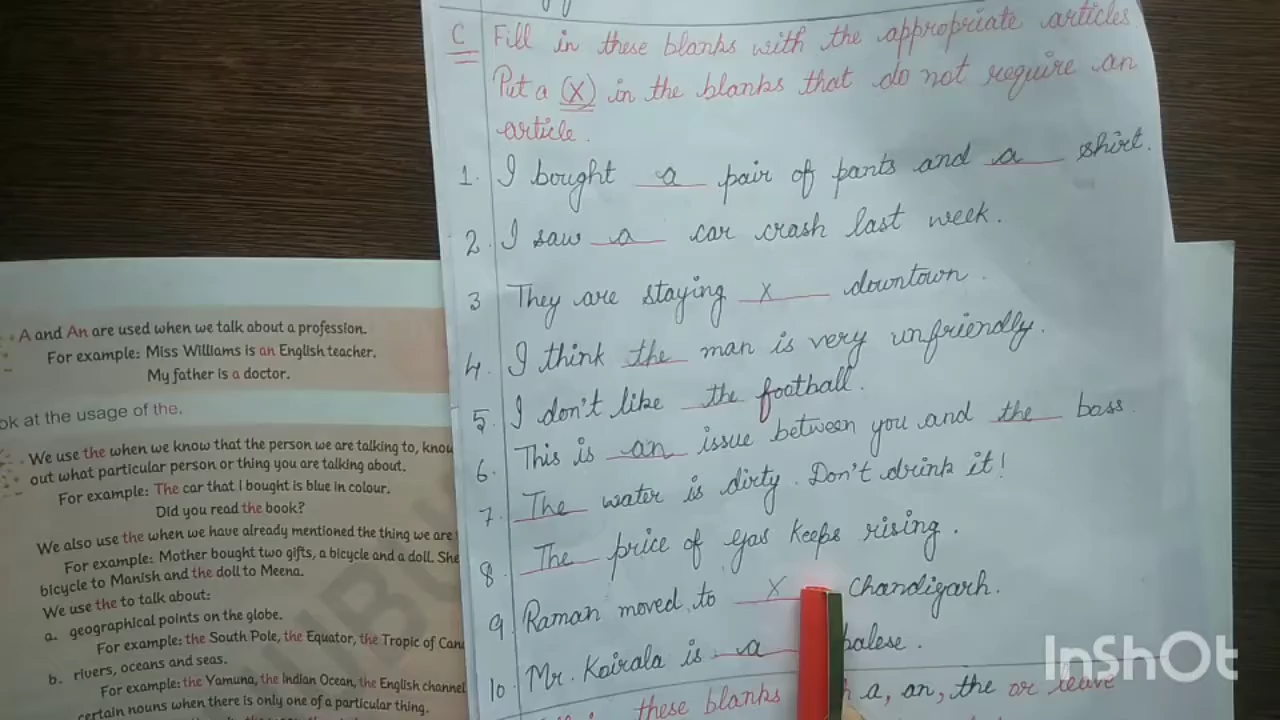 C Fill in these blanks with the appropriate articles
Put a (X) in the blanks that do not require an
article.
1. I bought a pair of pants and a shirt.
2. I saw a car crash last week.
3 They are staying x downtown.
4. I think the man is very unfriendly.
5. I don't like the football.
6. This is an issue between you and the bass.
7. The water is dirty. Don't drink it!
8. The price of gas keeps rising.
9 Raman moved to X Chandigarh.
10. Mr. Kairala is a palese.
these blanks a, an, the or leave
A and An are used when we talk about a profession.
For example: Miss Williams is an English teacher.
My father is a doctor.
ok at the usage of the.
We use the when we know that the person we are talking to, know
out what particular person or thing you are talking about.
For example: The car that I bought is blue in colour.
Did you read the book?
We also use the when we have already mentioned the thing we are
For example: Mother bought two gifts, a bicycle and a doll. She
bicycle to Manish and the doll to Meena.
We use the to talk about:
a. geographical points on the globe.
For example: the South Pole, the Equator, the Tropic of Can
b. rivers, oceans and seas.
For example: the Yamuna, the Indian Ocean, the English channel
certain nouns when there is only one of a particular thing.
InShOt